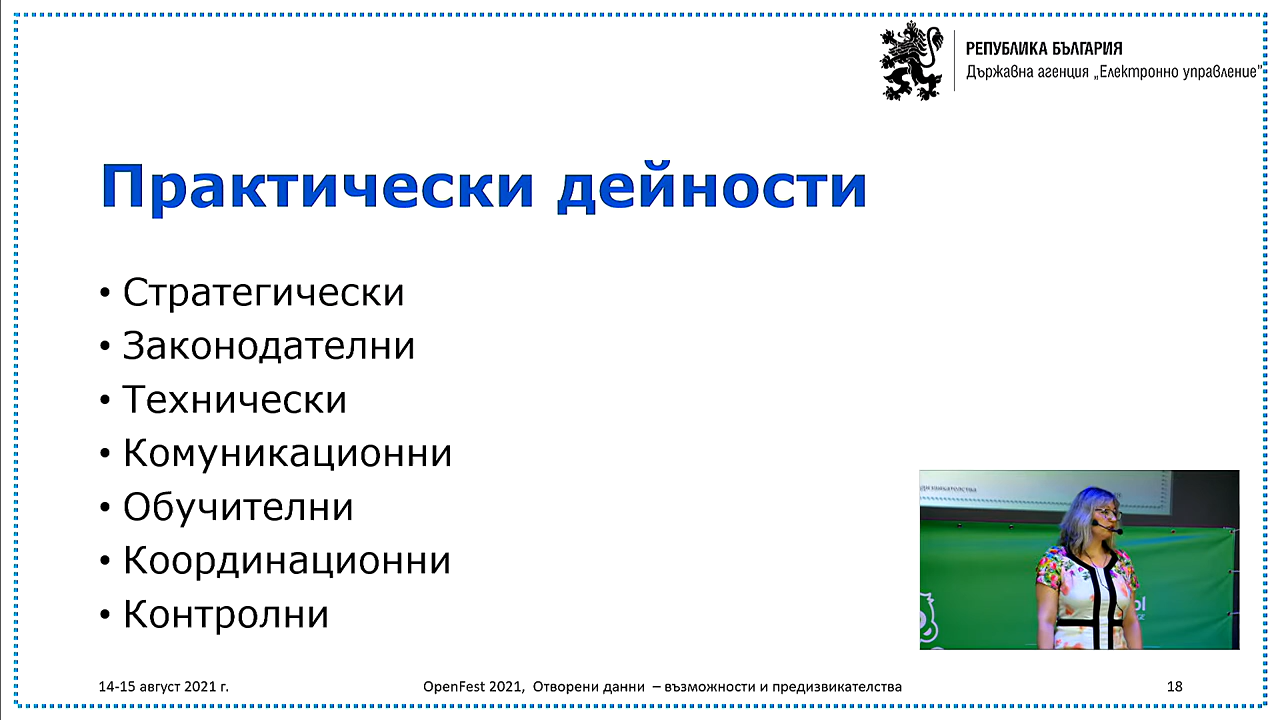 РЕПУБЛИКА БЪЛГАРИЯ
Държавна агенция „Електронно управление”
Практически дейности
• Стратегически
• Законодателни
• Технически
• Комуникационни
• Обучителни
• Координационни
• Контролни
14-15 август 2021 г.
OpenFest 2021, Отворени данни – възможности и предизвикателства
18